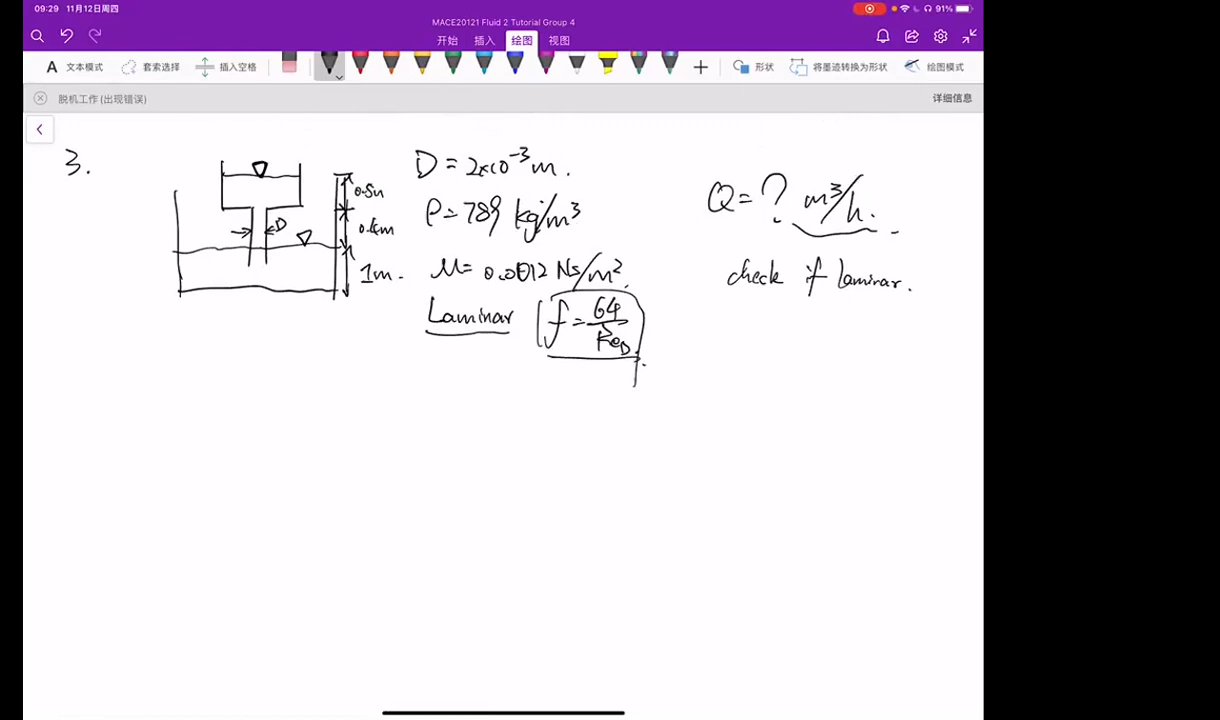 09:29 11月12日周四
91%
MACE20121 Fluid 2 Tutorial Group 4
开始 插入 绘图 视图
文本模式 套索选择 插入空格 形状 将墨迹转换为形状 绘图模式
脱机工作 (出现错误) 详细信息
3.
D = 2×10⁻³ m.
ρ = 789 kg/m³
μ = 0.0012 Ns/m².
Laminar ( f = 64/Re_D
Q = ? m³/h.
check if laminar.
0.5m
D
1m.